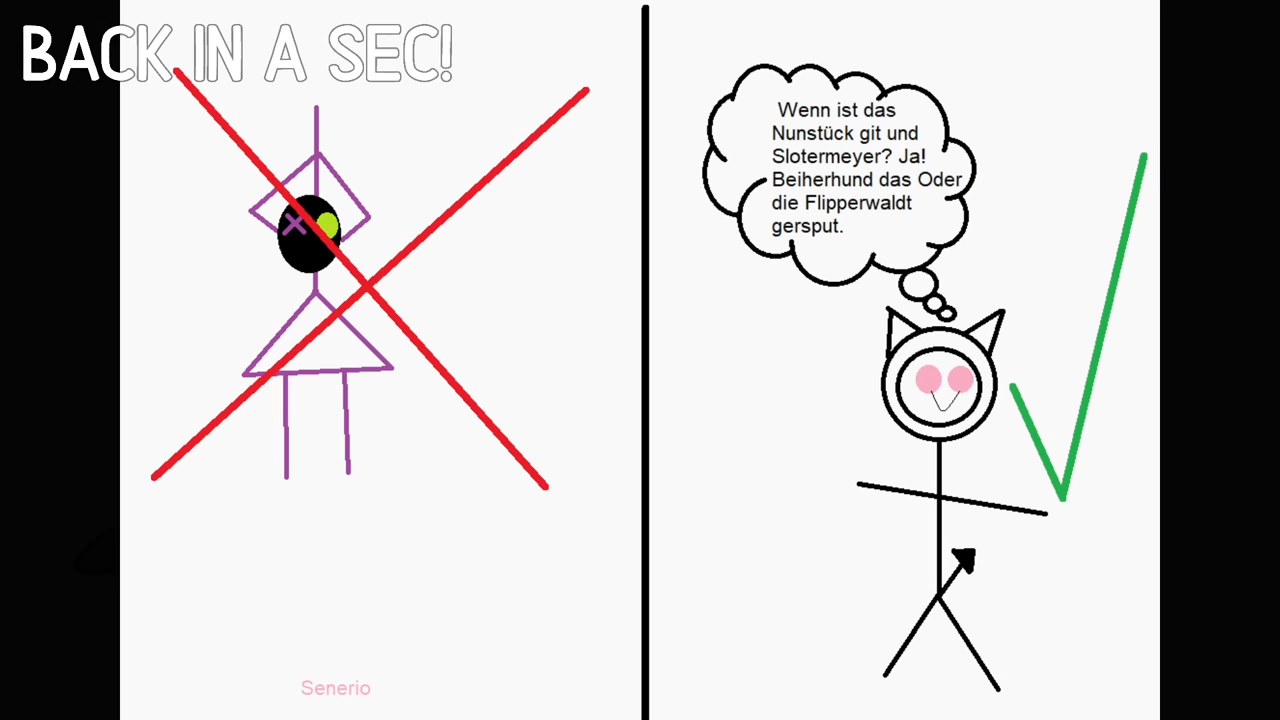 BACK IN A SEC!
Wenn ist das
Nunstück git und
Slotermeyer? Ja!
Beiherhund das Oder
die Flipperwaldt
gersput.
Senerio